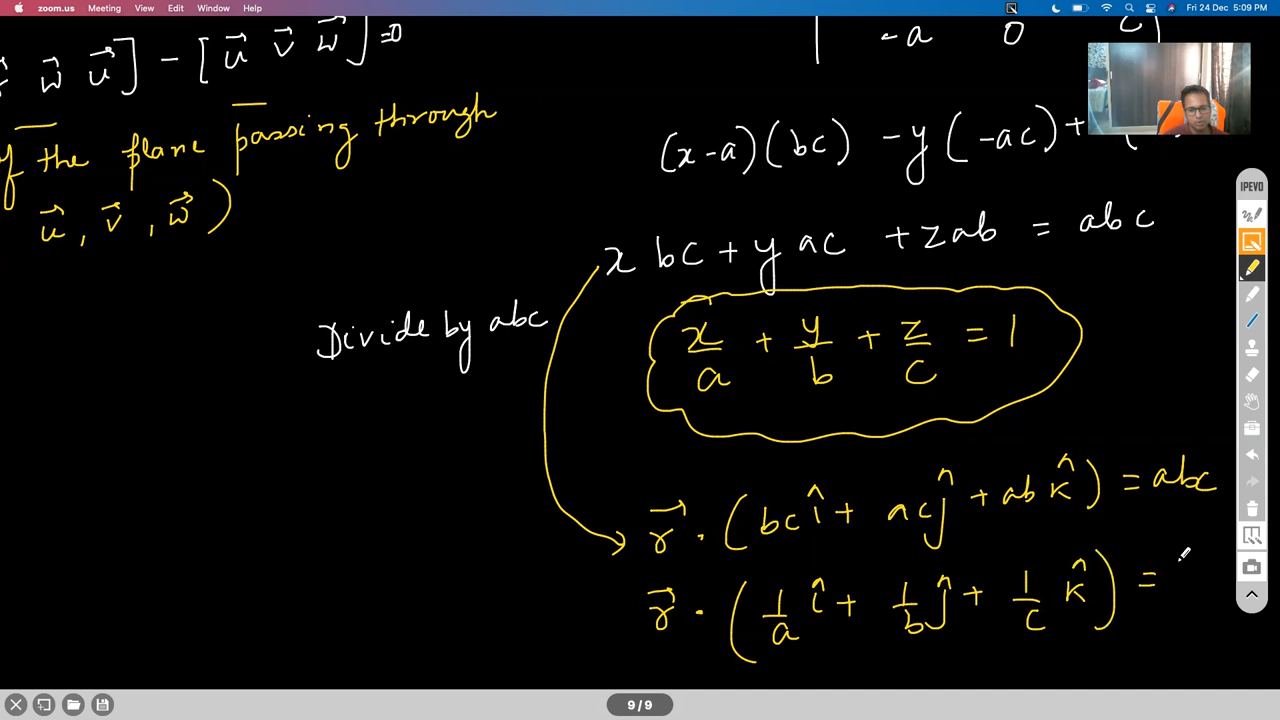 zoom.us Meeting View Edit Window Help Fri 24 Dec 5:09 PM
w⃗ u⃗ ] − [ u⃗ v⃗ w⃗ ] = 0
-a 0 c
the plane passing through
u⃗ , v⃗ , w⃗ )
(x-a)(bc) -y(-ac)+
x bc + y ac + zab = abc
Divide by abc
x/a + y/b + z/c = 1
r⃗ . (bc î + ac ĵ + ab k̂) = abc
r⃗ . (1/a î + 1/b ĵ + 1/c k̂) =
IPEVO
9/9